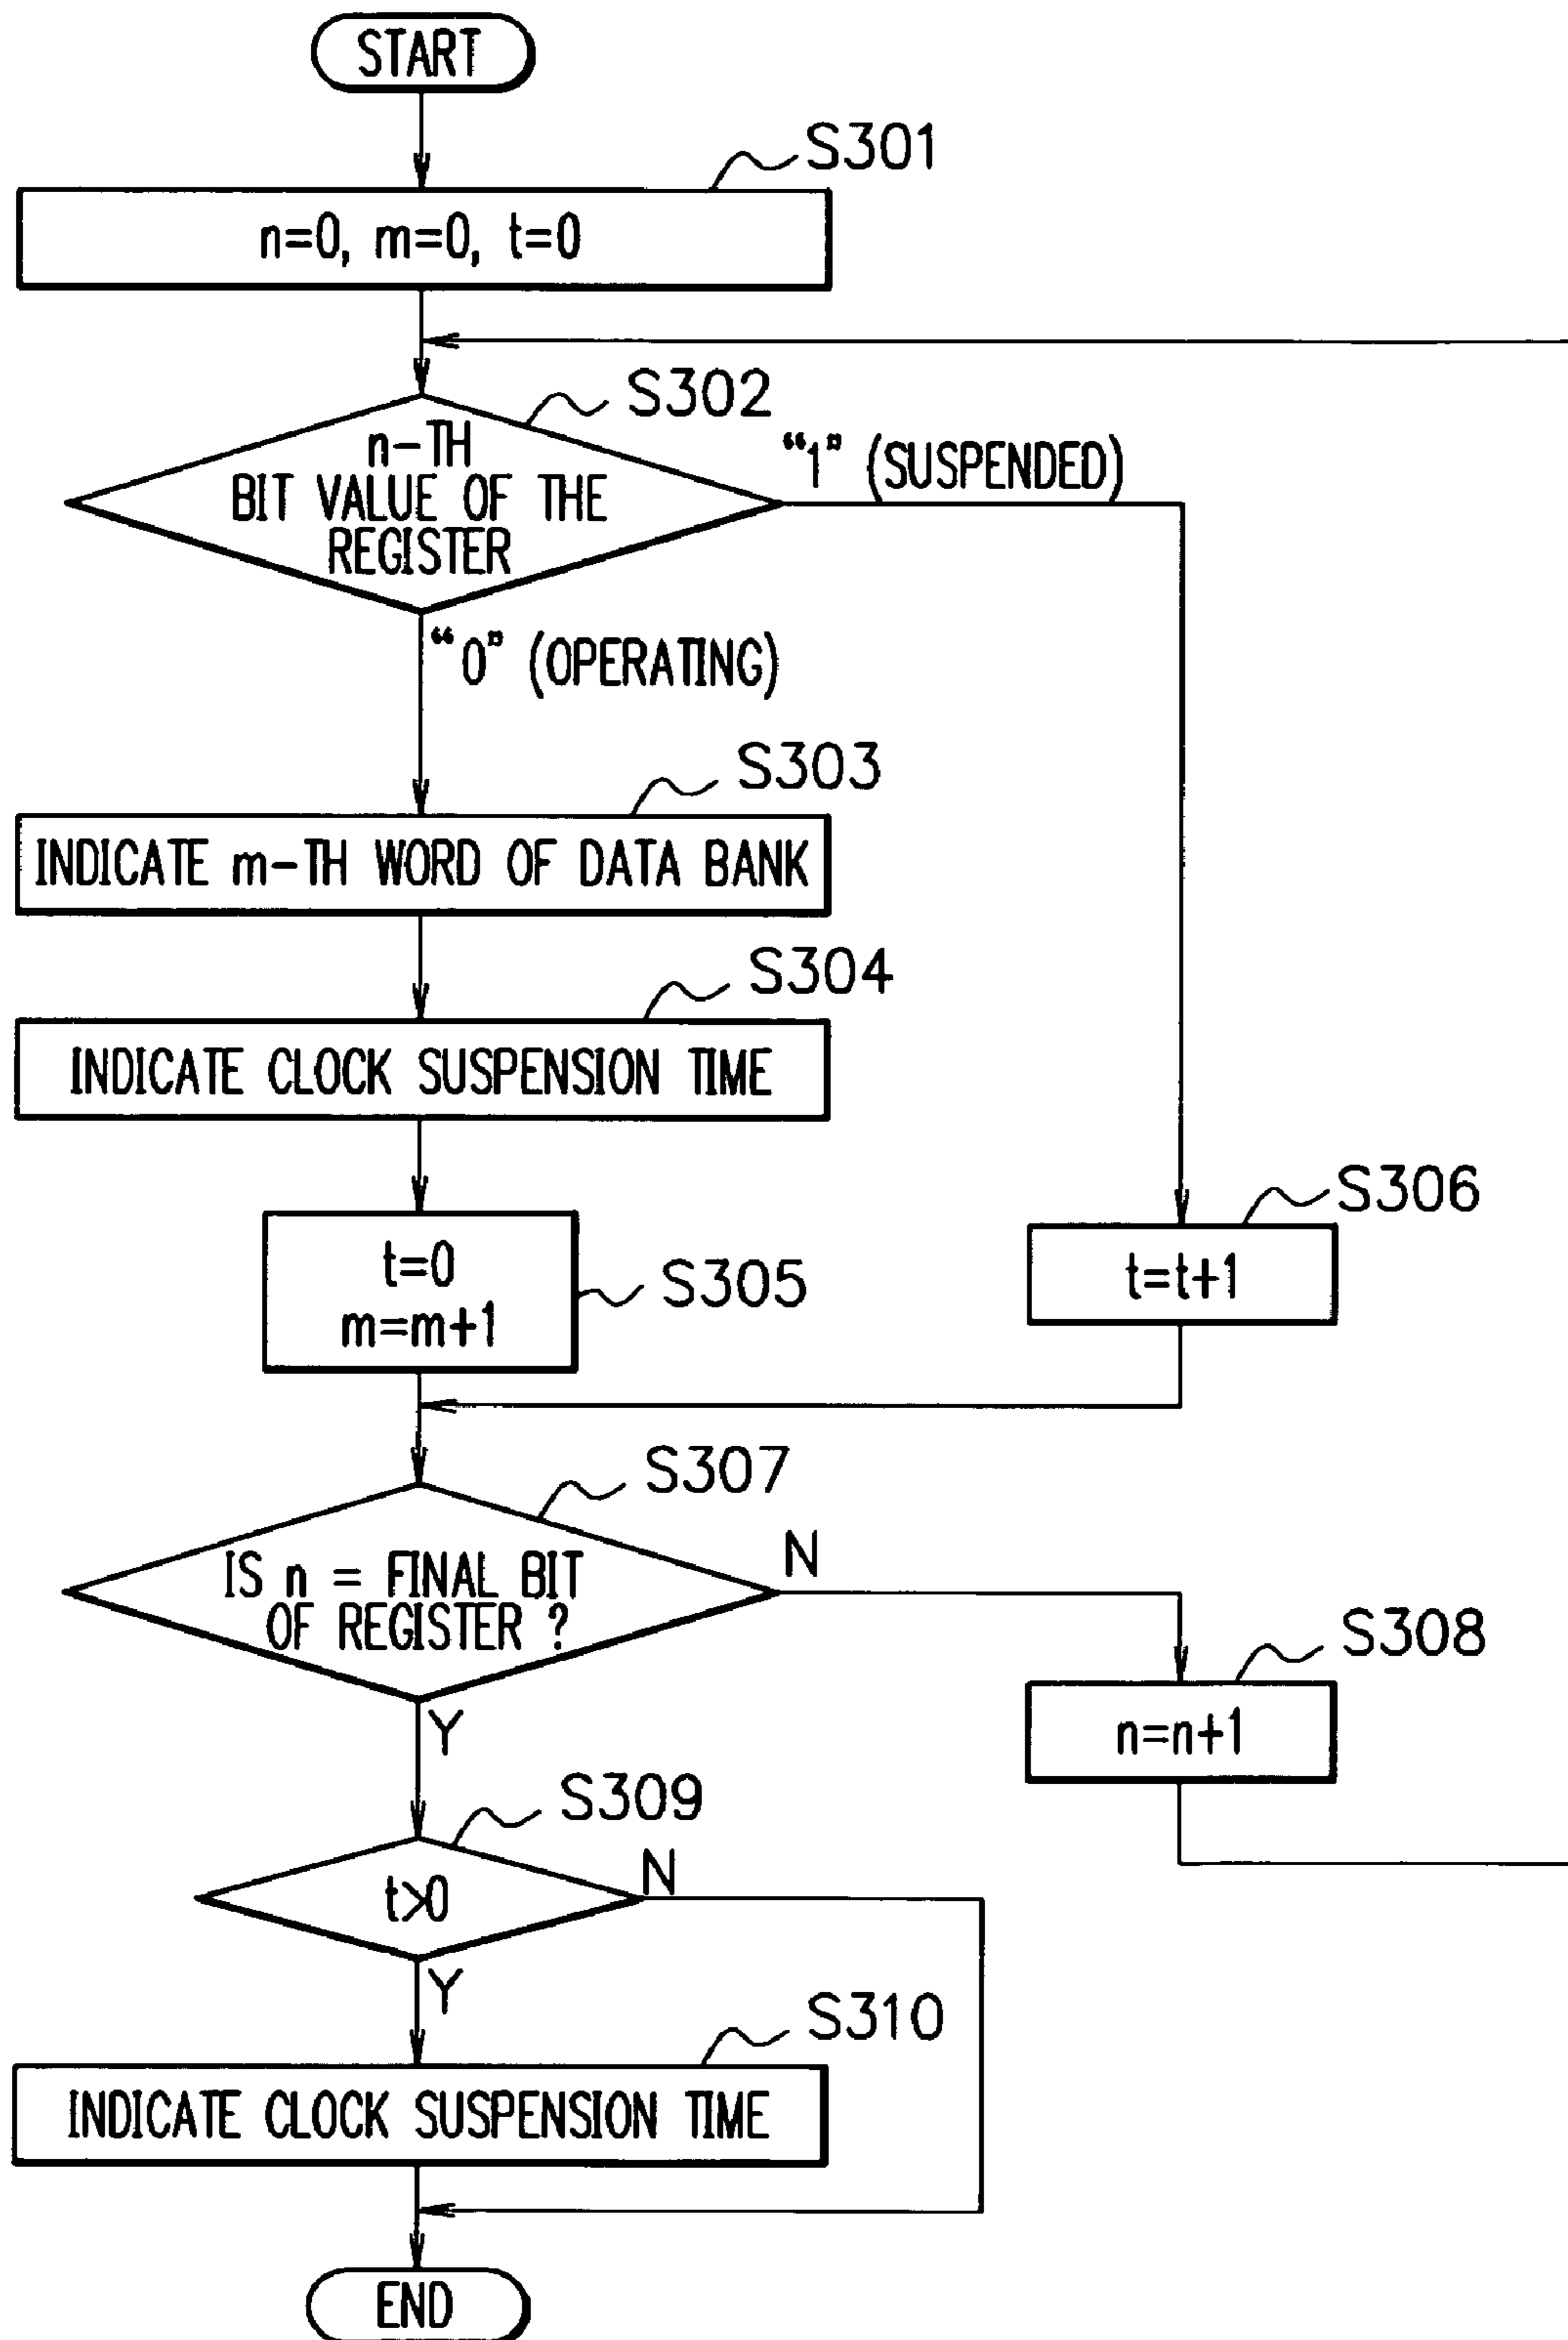 START
S301
n=0, m=0, t=0
S302
n-TH
BIT VALUE OF THE
REGISTER
“1” (SUSPENDED)
“0” (OPERATING)
S303
INDICATE m-TH WORD OF DATA BANK
S304
INDICATE CLOCK SUSPENSION TIME
S306
t=t+1
t=0
m=m+1
S305
S307
IS n = FINAL BIT
OF REGISTER ?
N
S308
n=n+1
Y
S309
t>0
N
Y
S310
INDICATE CLOCK SUSPENSION TIME
END